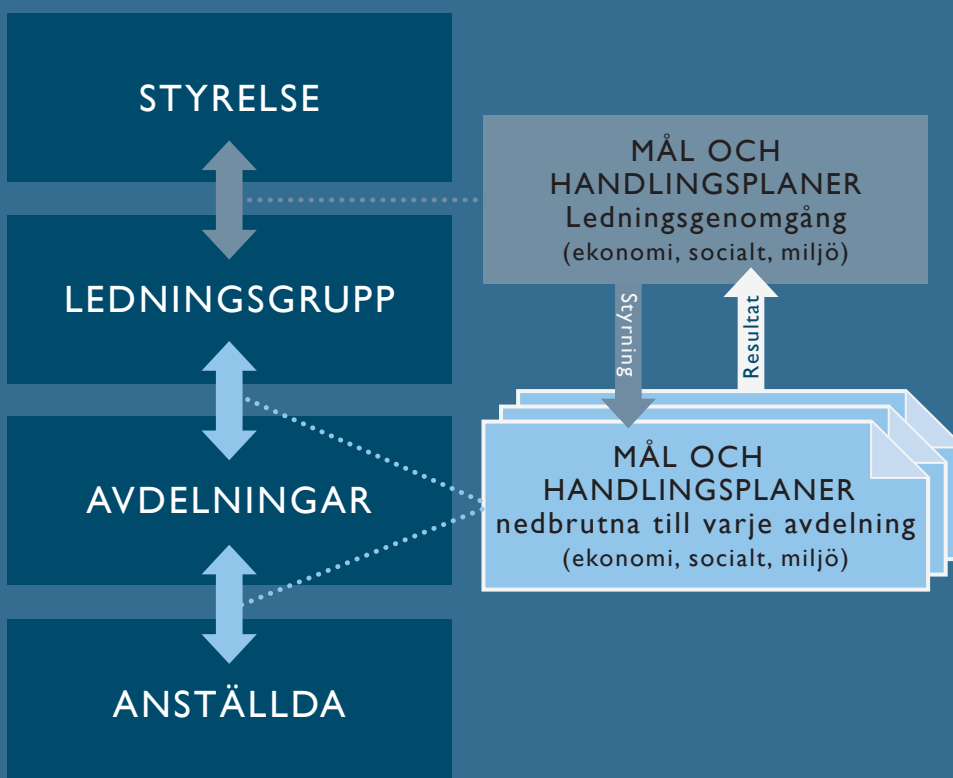 STYRELSE
LEDNINGSGRUPP
AVDELNINGAR
ANSTÄLLDA
MÅL OCH
HANDLINGSPLANER
Ledningsgenomgång
(ekonomi, socialt, miljö)
Styrning
Resultat
MÅL OCH
HANDLINGSPLANER
nedbrutna till varje avdelning
(ekonomi, socialt, miljö)